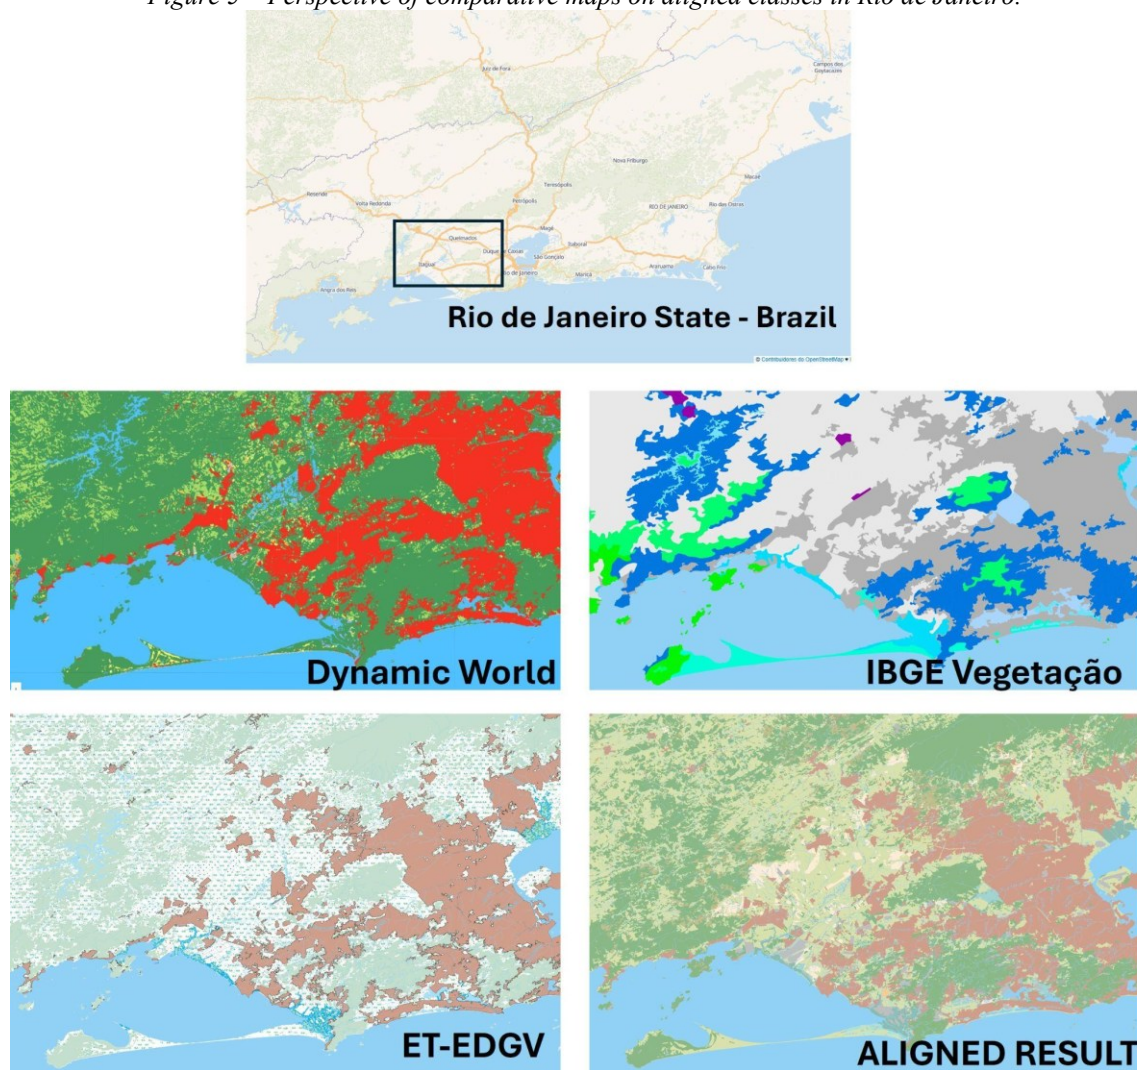 Figure 5 – Perspective of comparative maps on aligned classes in Rio de Janeiro.
Juiz de Fora
Campos dos
Goytacazes
Nova Friburgo
Teresópolis
Macaé
Resende
Volta Redonda
Petrópolis
RIO DE JANEIRO
Rio das Ostras
Queimados
Magé
Duque de Caxias
Itaboraí
Itaguaí
São Gonçalo
Rio de Janeiro
Maricá
Araruama
Cabo Frio
Angra dos Reis
Rio de Janeiro State - Brazil
© Contribuidores do OpenStreetMap
Dynamic World
IBGE Vegetação
ET-EDGV
ALIGNED RESULT